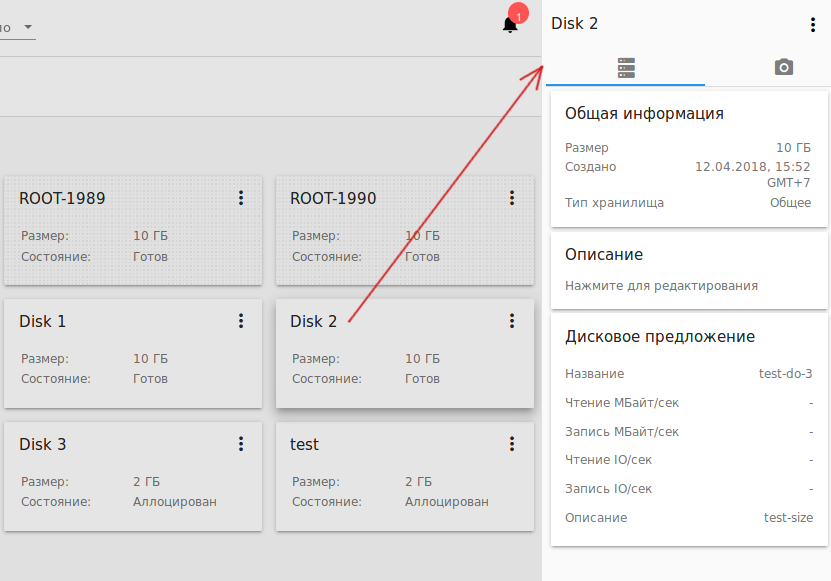 1
ROOT-1989
Размер: 10 ГБ
Состояние: Готов
ROOT-1990
Размер: 10 ГБ
Состояние: Готов
Disk 1
Размер: 10 ГБ
Состояние: Готов
Disk 2
Размер: 10 ГБ
Состояние: Готов
Disk 3
Размер: 2 ГБ
Состояние: Аллоцирован
test
Размер: 2 ГБ
Состояние: Аллоцирован
Disk 2
Общая информация
Размер 10 ГБ
Создано 12.04.2018, 15:52
GMT+7
Тип хранилища Общее
Описание
Нажмите для редактирования
Дисковое предложение
Название test-do-3
Чтение МБайт/сек -
Запись МБайт/сек -
Чтение IO/сек -
Запись IO/сек -
Описание test-size